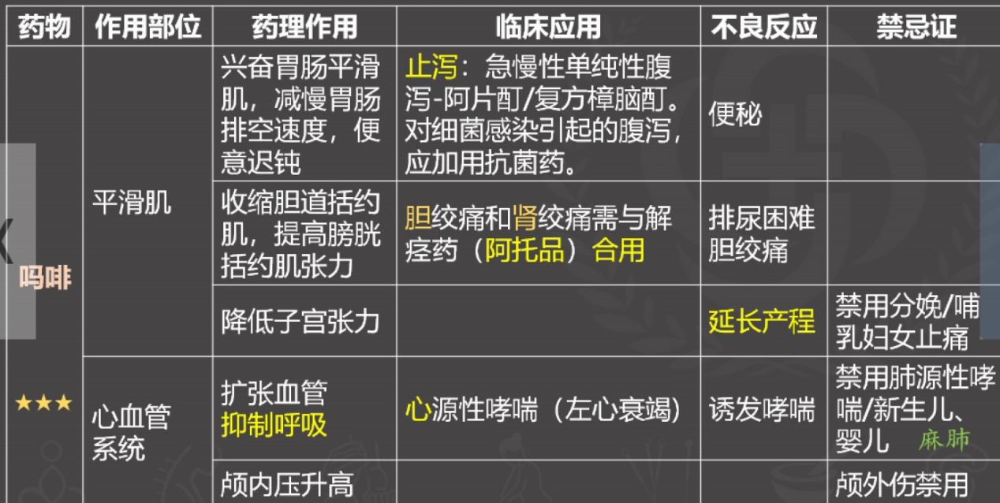 药物 作用部位 药理作用 临床应用 不良反应 禁忌证
吗啡
★★★
平滑肌
兴奋胃肠平滑
肌，减慢胃肠
排空速度，便
意迟钝
止泻：急慢性单纯性腹
泻-阿片酊/复方樟脑酊。
对细菌感染引起的腹泻，
应加用抗菌药。
便秘
收缩胆道括约
肌，提高膀胱
括约肌张力
胆绞痛和肾绞痛需与解
痉药（阿托品）合用
排尿困难
胆绞痛
降低子宫张力
延长产程
禁用分娩/哺
乳妇女止痛
心血管
系统
扩张血管
抑制呼吸
心源性哮喘（左心衰竭）
诱发哮喘
禁用肺源性哮
喘/新生儿、
婴儿 麻肺
颅内压升高
颅外伤禁用